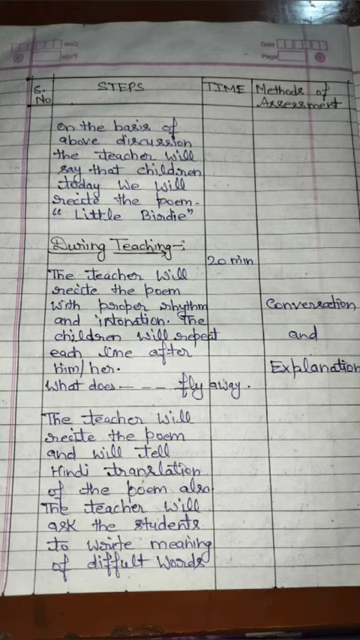 Date
Page
S. No
STEPS
TIME
Methods of Assessment
on the basis of
above discussion
the teacher will
say that children
today we will
recite the poem.
"Little Birdie"
During Teaching-:
20 min
The teacher will
recite the poem
with proper rhythm
and intonation. The
children will repeat
each line after
him/her.
What does - - - fly away.
Conversation
and
Explanation
The teacher will
recite the poem
and will tell
Hindi translation
of the poem also
The teacher will
ask the students
to write meaning
of diffult words